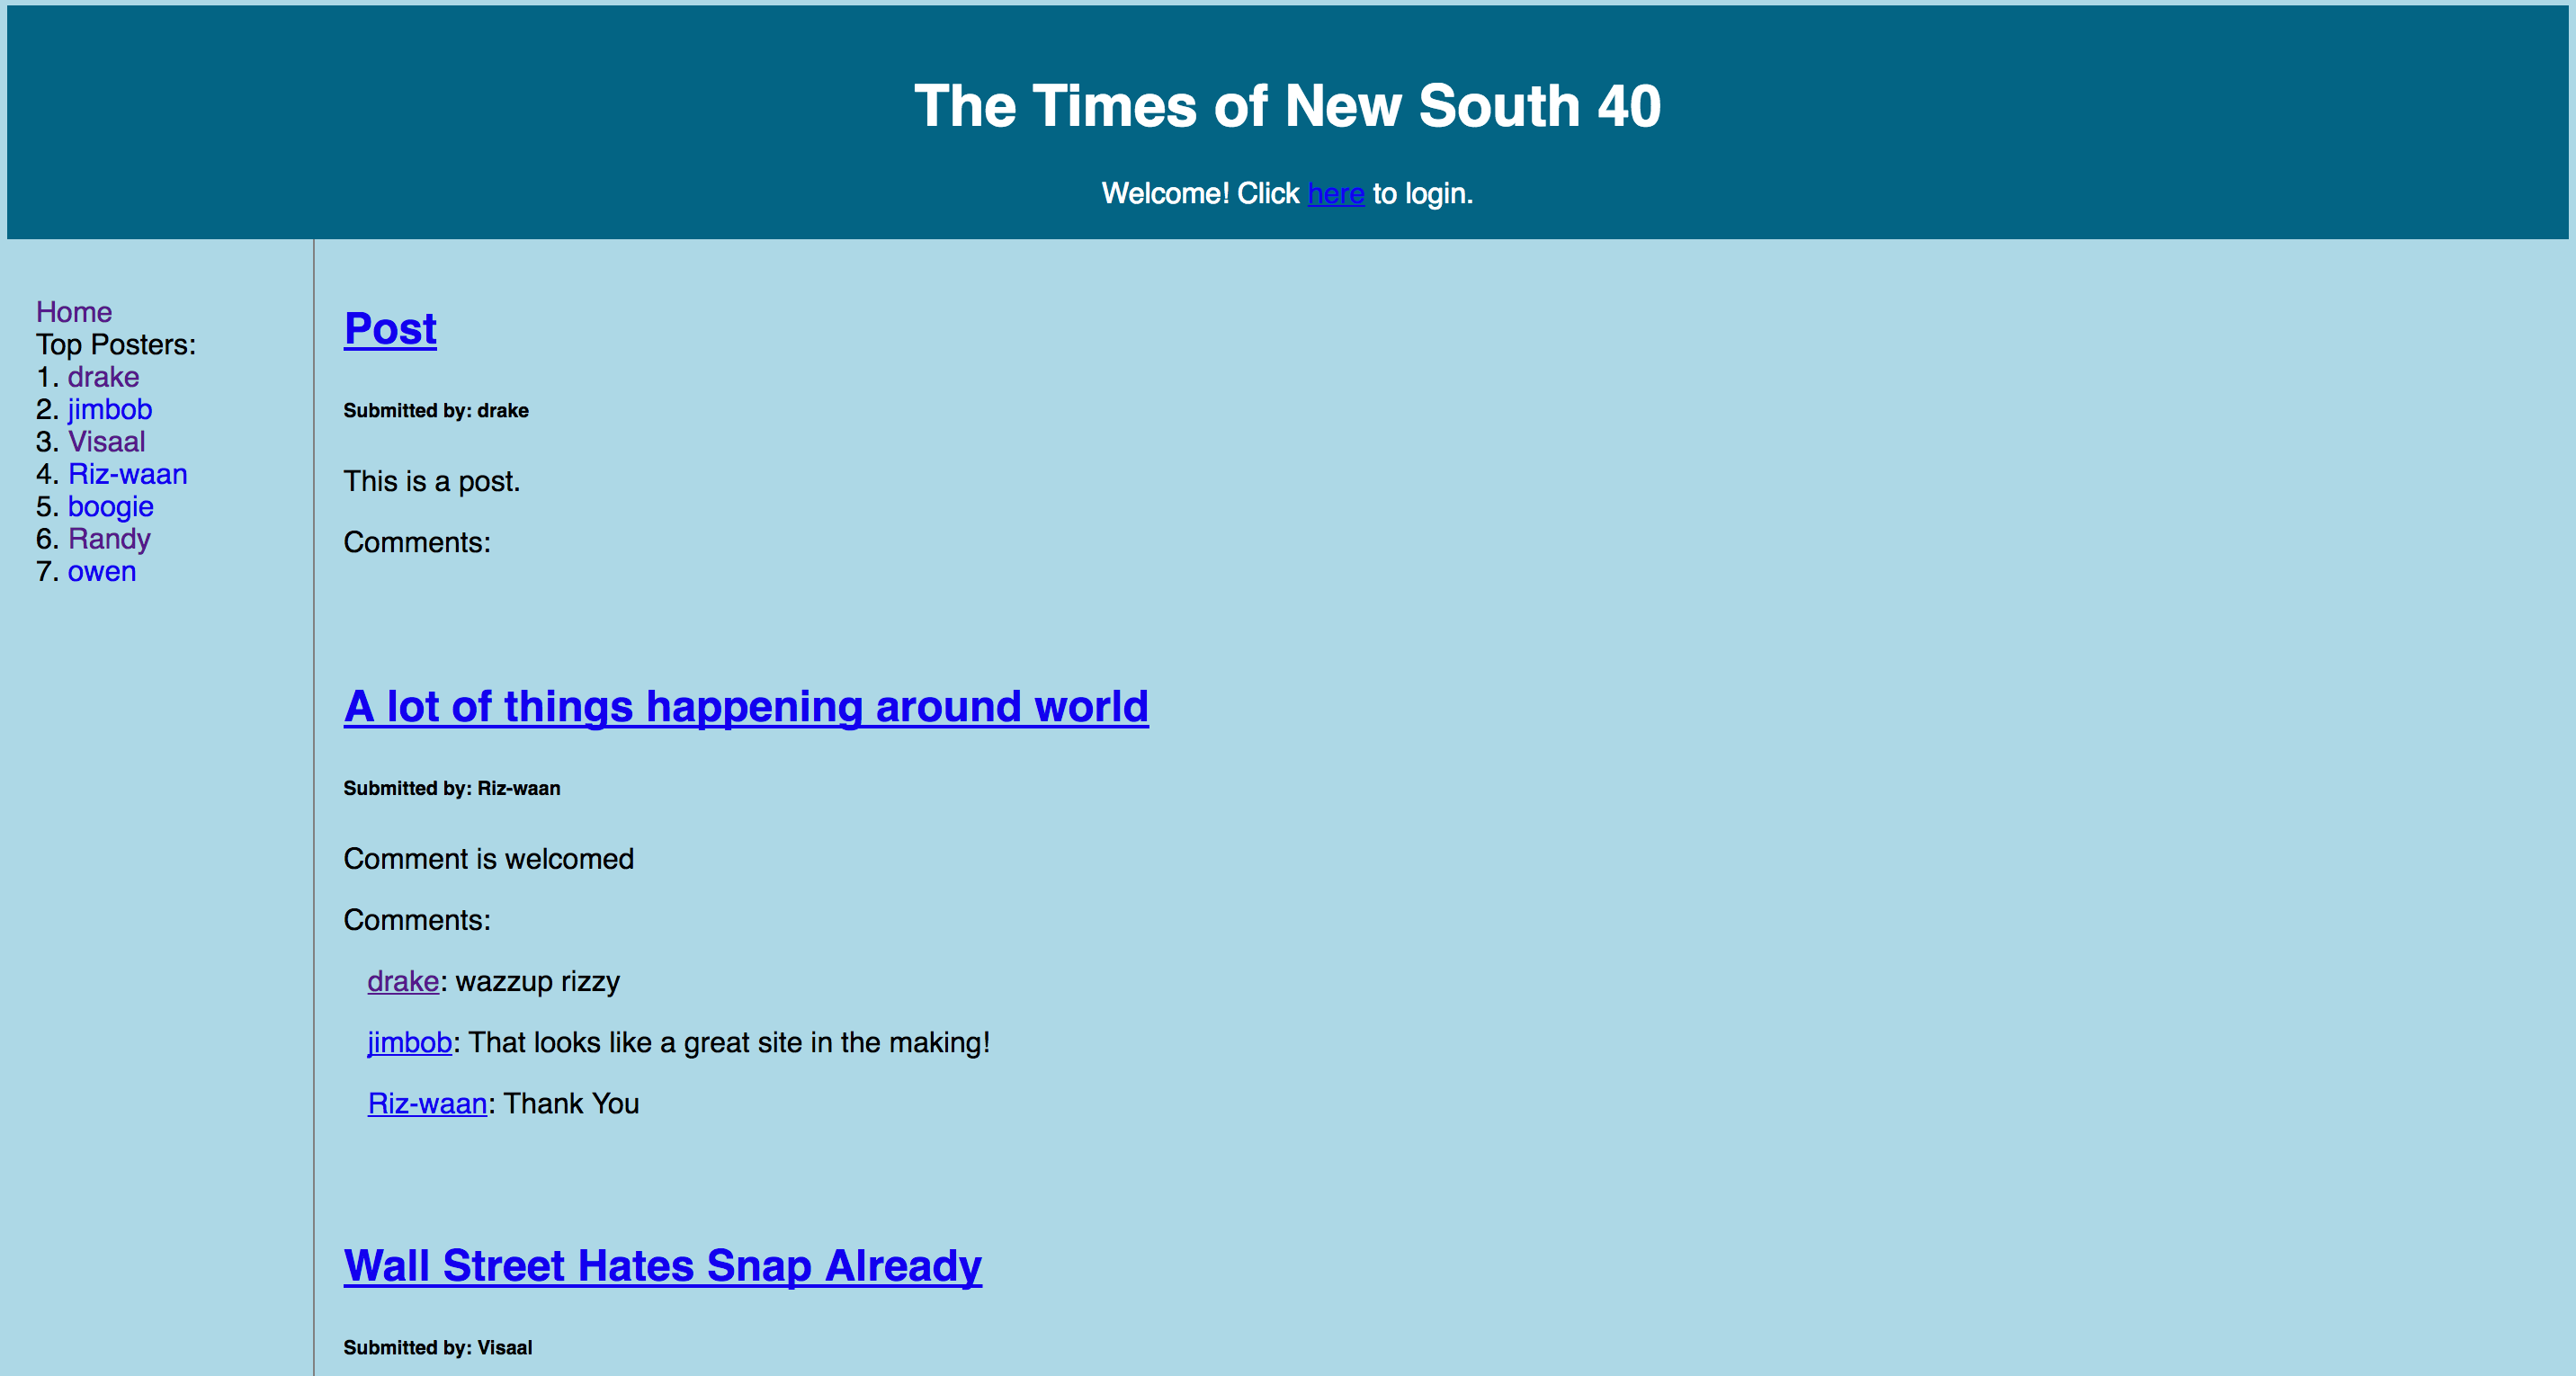 The Times of New South 40
Welcome! Click here to login.
Home
Top Posters:
1. drake
2. jimbob
3. Visaal
4. Riz-waan
5. boogie
6. Randy
7. owen
Post
Submitted by: drake
This is a post.
Comments:
A lot of things happening around world
Submitted by: Riz-waan
Comment is welcomed
Comments:
drake: wazzup rizzy
jimbob: That looks like a great site in the making!
Riz-waan: Thank You
Wall Street Hates Snap Already
Submitted by: Visaal